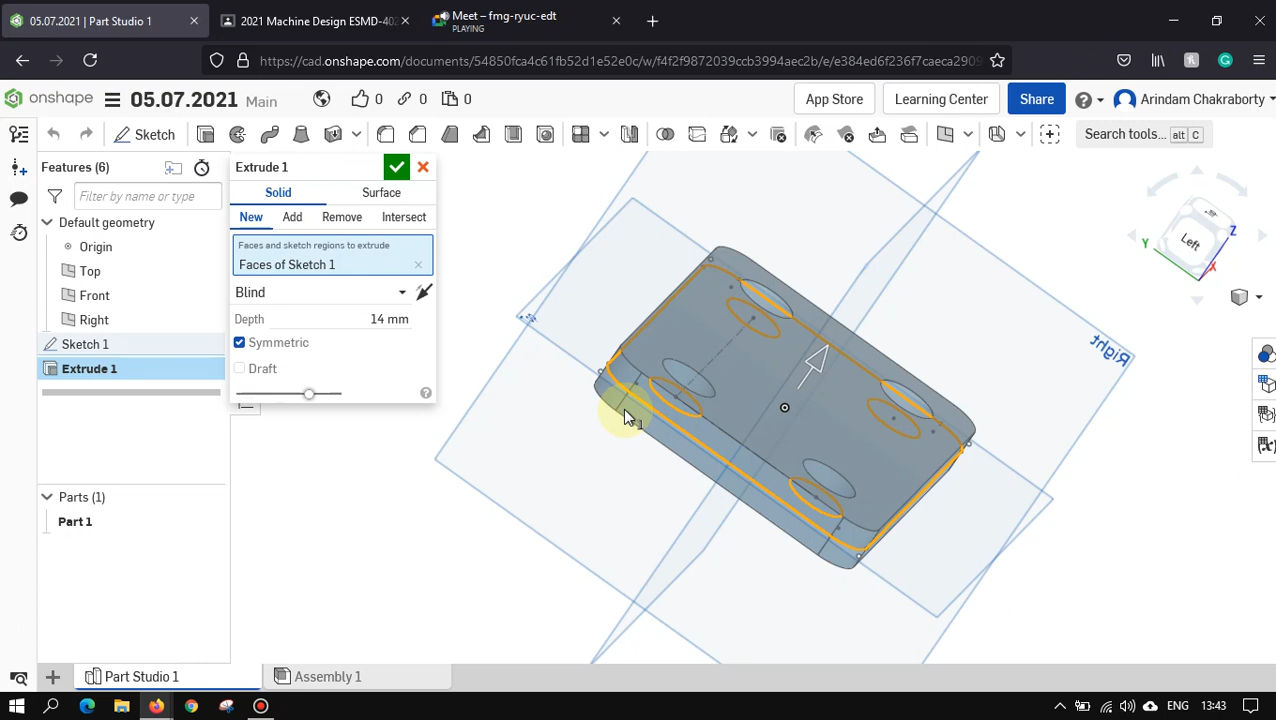 05.07.2021 | Part Studio 1
2021 Machine Design ESMD-402
Meet – fmg-ryuc-edt
PLAYING
https://cad.onshape.com/documents/54850fca4c61fb52d1e52e0c/w/f4f2f9872039ccb3994aec2b/e/e384ed6f236f7caeca2909
onshape
05.07.2021 Main
0
0
0
App Store
Learning Center
Share
Arindam Chakraborty
Sketch
Search tools... alt C
Features (6)
Filter by name or type
Default geometry
Origin
Top
Front
Right
Sketch 1
Extrude 1
Parts (1)
Part 1
Extrude 1
Solid
Surface
New
Add
Remove
Intersect
Faces and sketch regions to extrude
Faces of Sketch 1
Blind
Depth
14 mm
Symmetric
Draft
Right
Left
Z
Y
X
Part Studio 1
Assembly 1
ENG
13:43